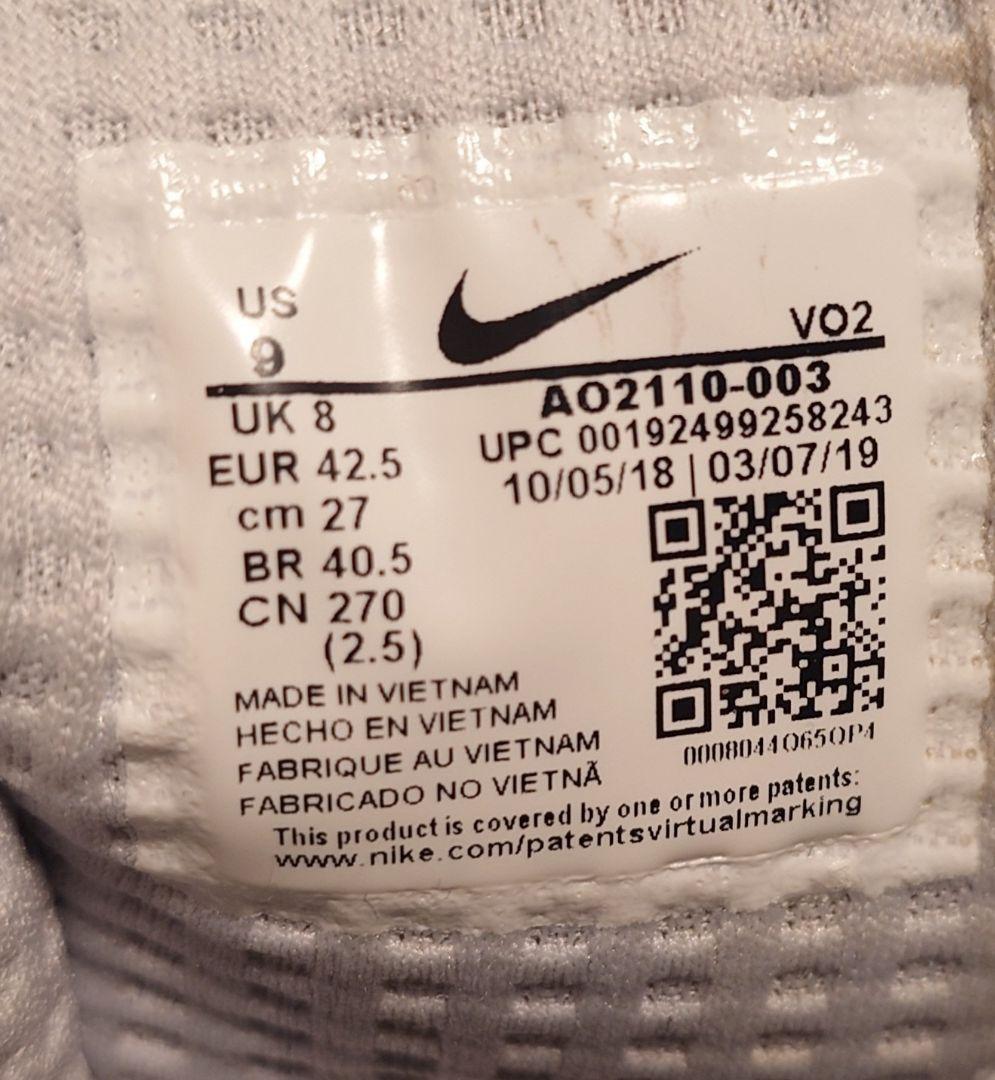 US
9
VO2
UK 8
EUR 42.5
cm 27
BR 40.5
CN 270
(2.5)
AO2110-003
UPC 00192499258243
10/05/18 | 03/07/19
0008044Q65QP4
MADE IN VIETNAM
HECHO EN VIETNAM
FABRIQUE AU VIETNAM
FABRICADO NO VIETNÃ
This product is covered by one or more patents:
www.nike.com/patentsvirtualmarking